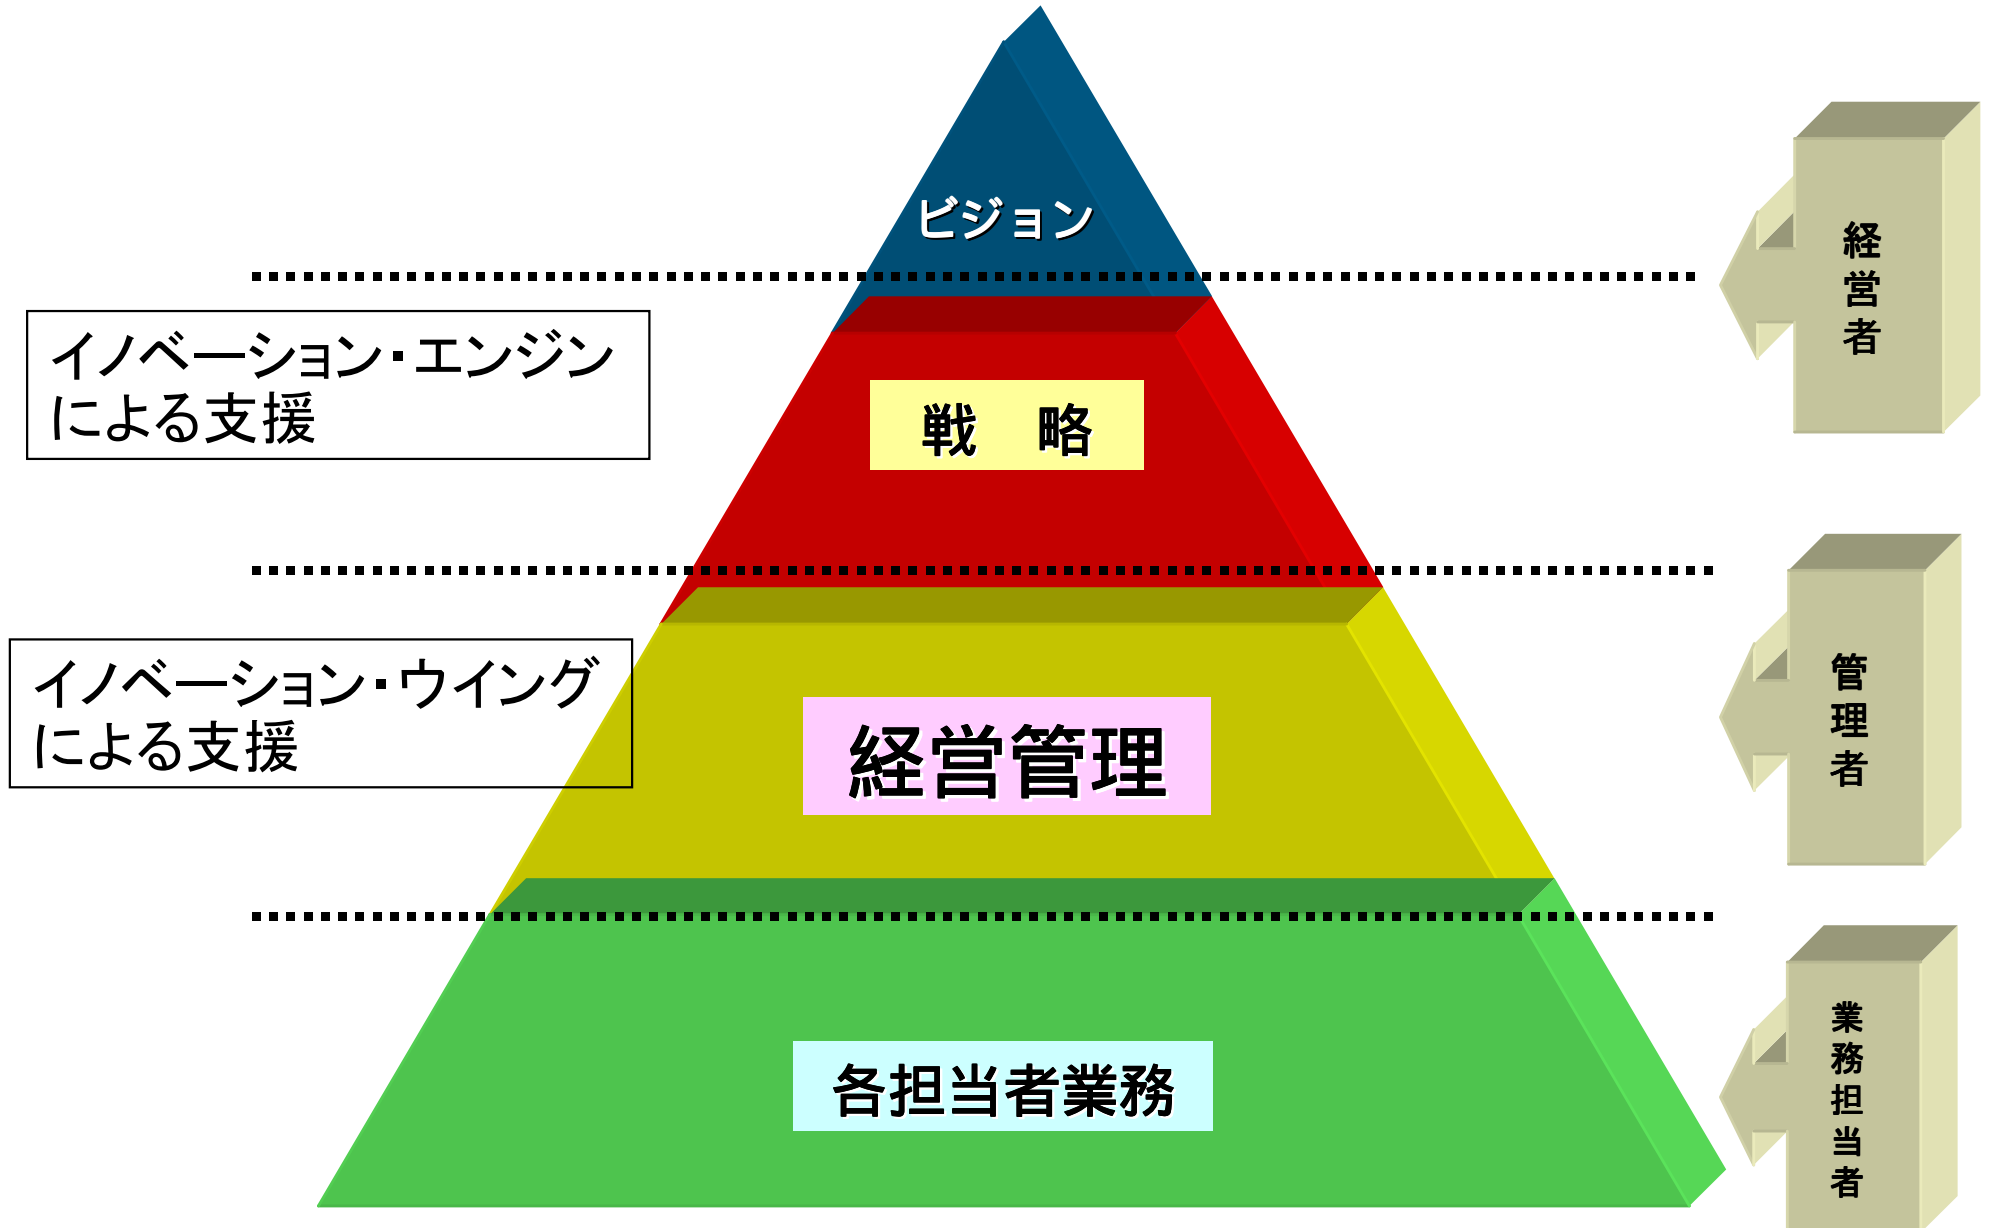 ビジョン
経営者
イノベーション・エンジン
による支援
戦　略
イノベーション・ウイング
による支援
経営管理
管理者
各担当者業務
業務担当者